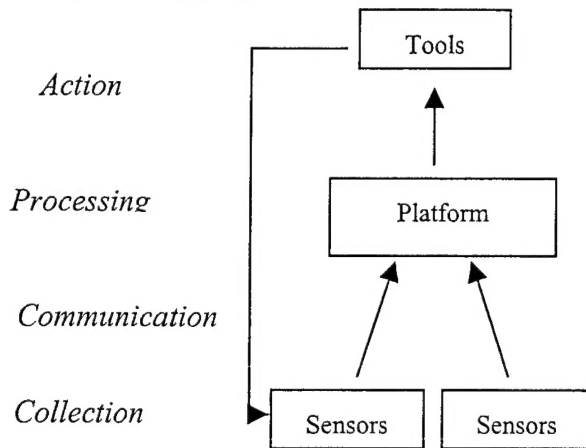 Tools
Action
Processing
Platform
Communication
Collection
Sensors
Sensors